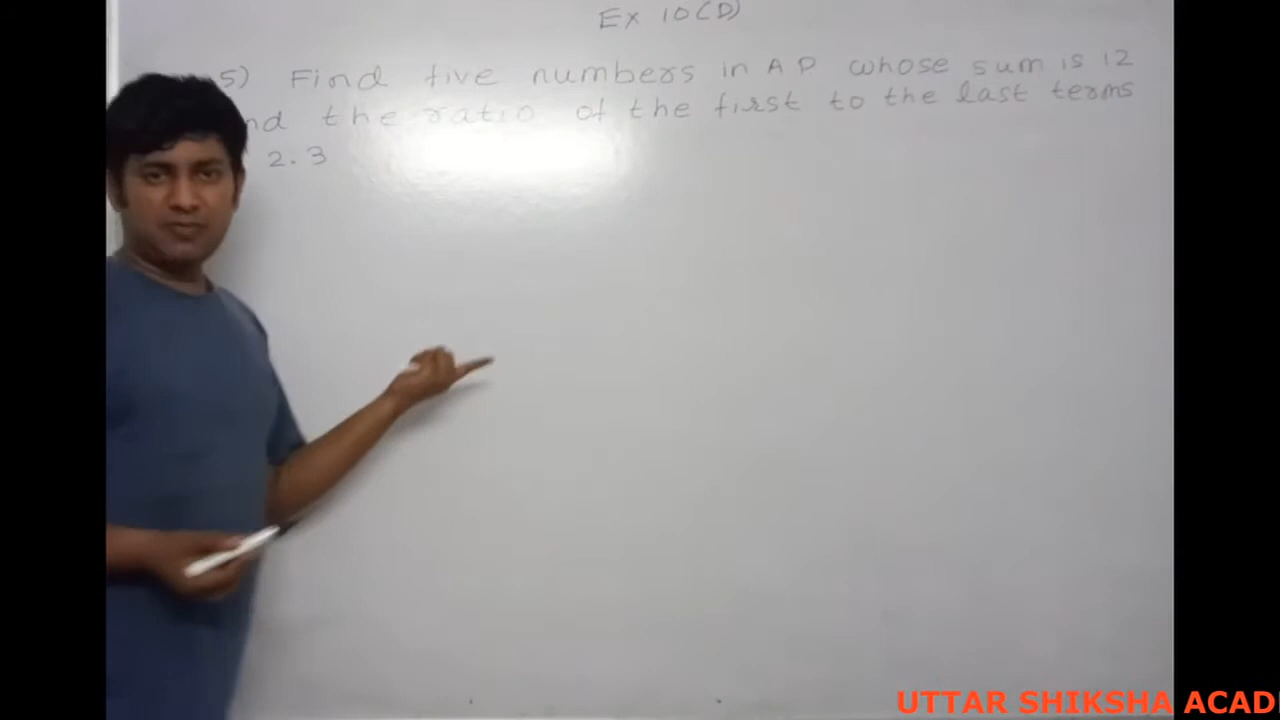 Ex 10(D)
5) Find five numbers in AP whose sum is 12
nd the ratio of the first to the last terms
2.3
UTTAR SHIKSHA ACAD